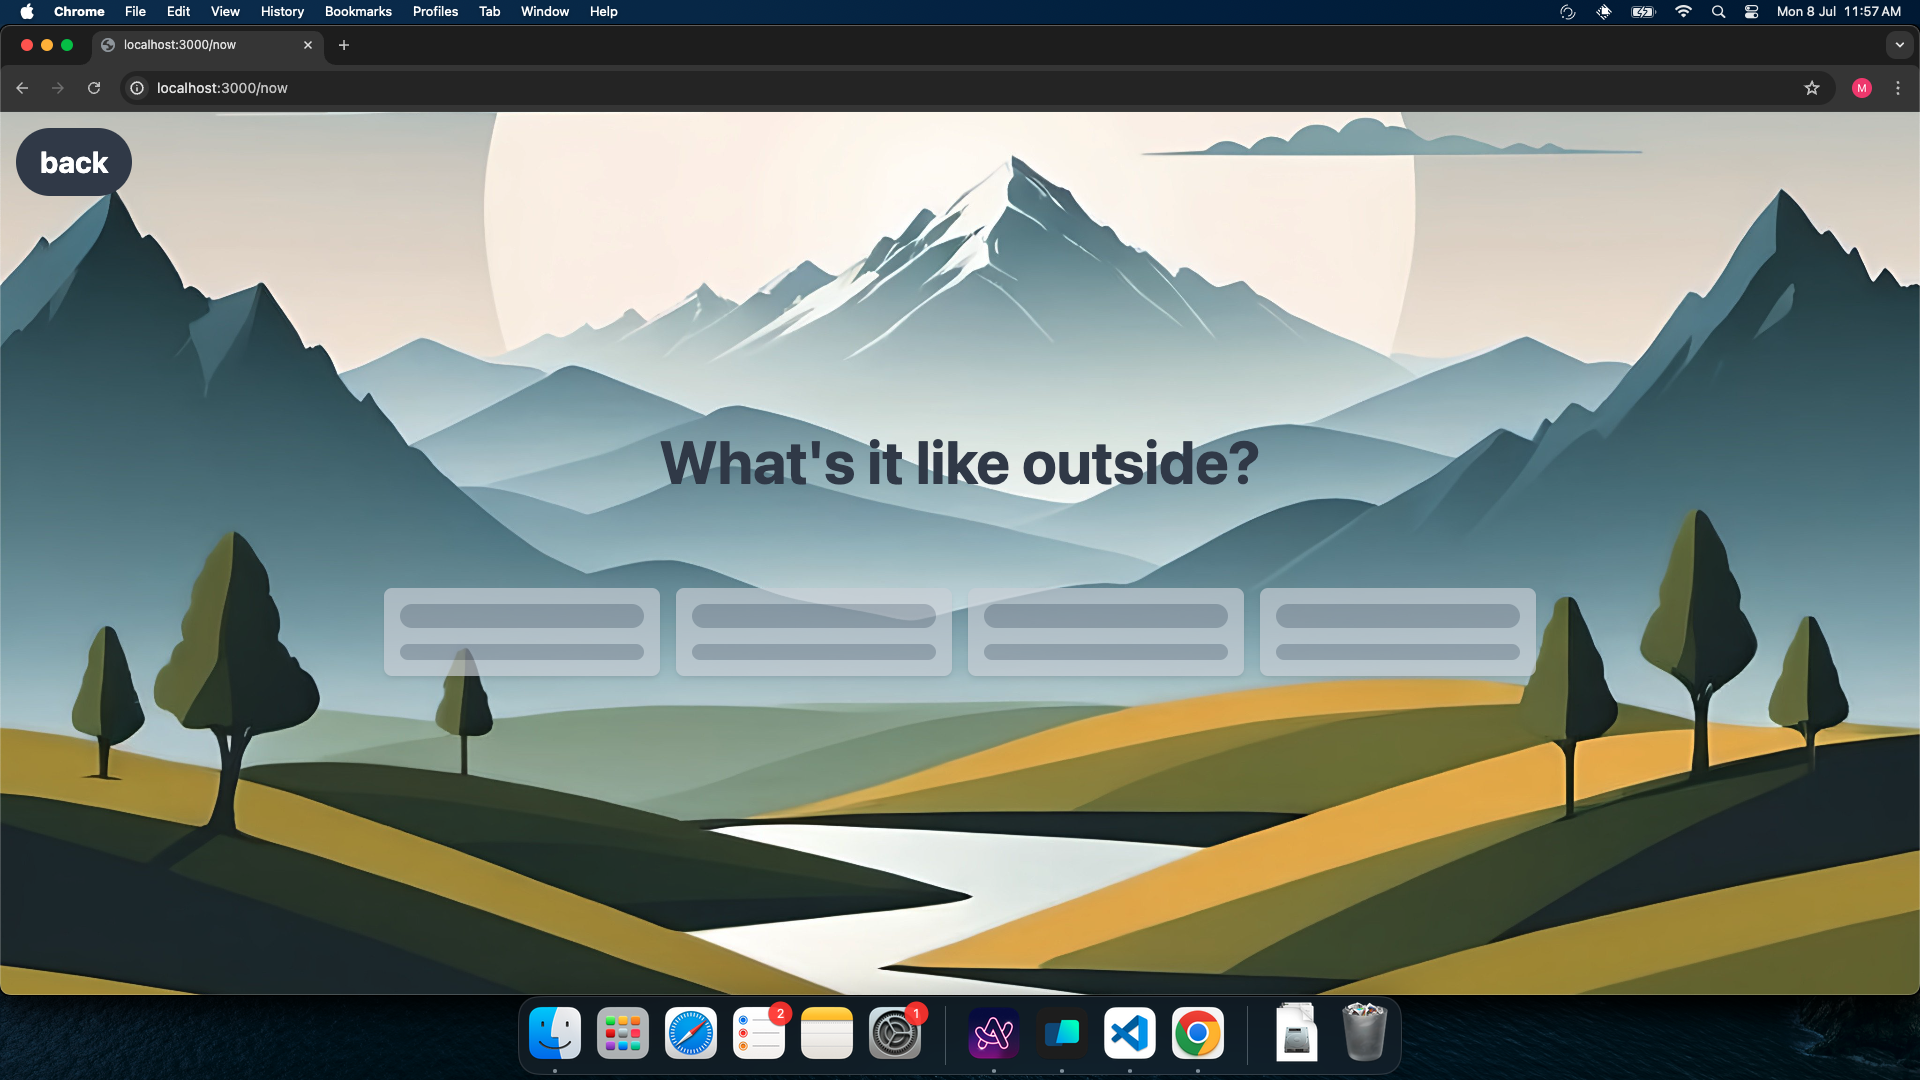 Chrome File Edit View History Bookmarks Profiles Tab Window Help Mon 8 Jul 11:57 AM
localhost:3000/now
localhost:3000/now M
back
What's it like outside?
2 1